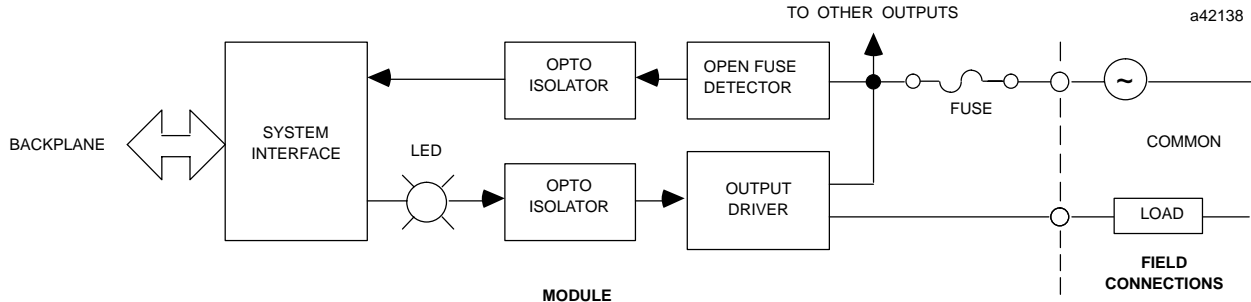 TO OTHER OUTPUTS
a42138
OPTO
ISOLATOR
OPEN FUSE
DETECTOR
FUSE
~
BACKPLANE
SYSTEM
INTERFACE
LED
COMMON
OPTO
ISOLATOR
OUTPUT
DRIVER
LOAD
FIELD
CONNECTIONS
MODULE